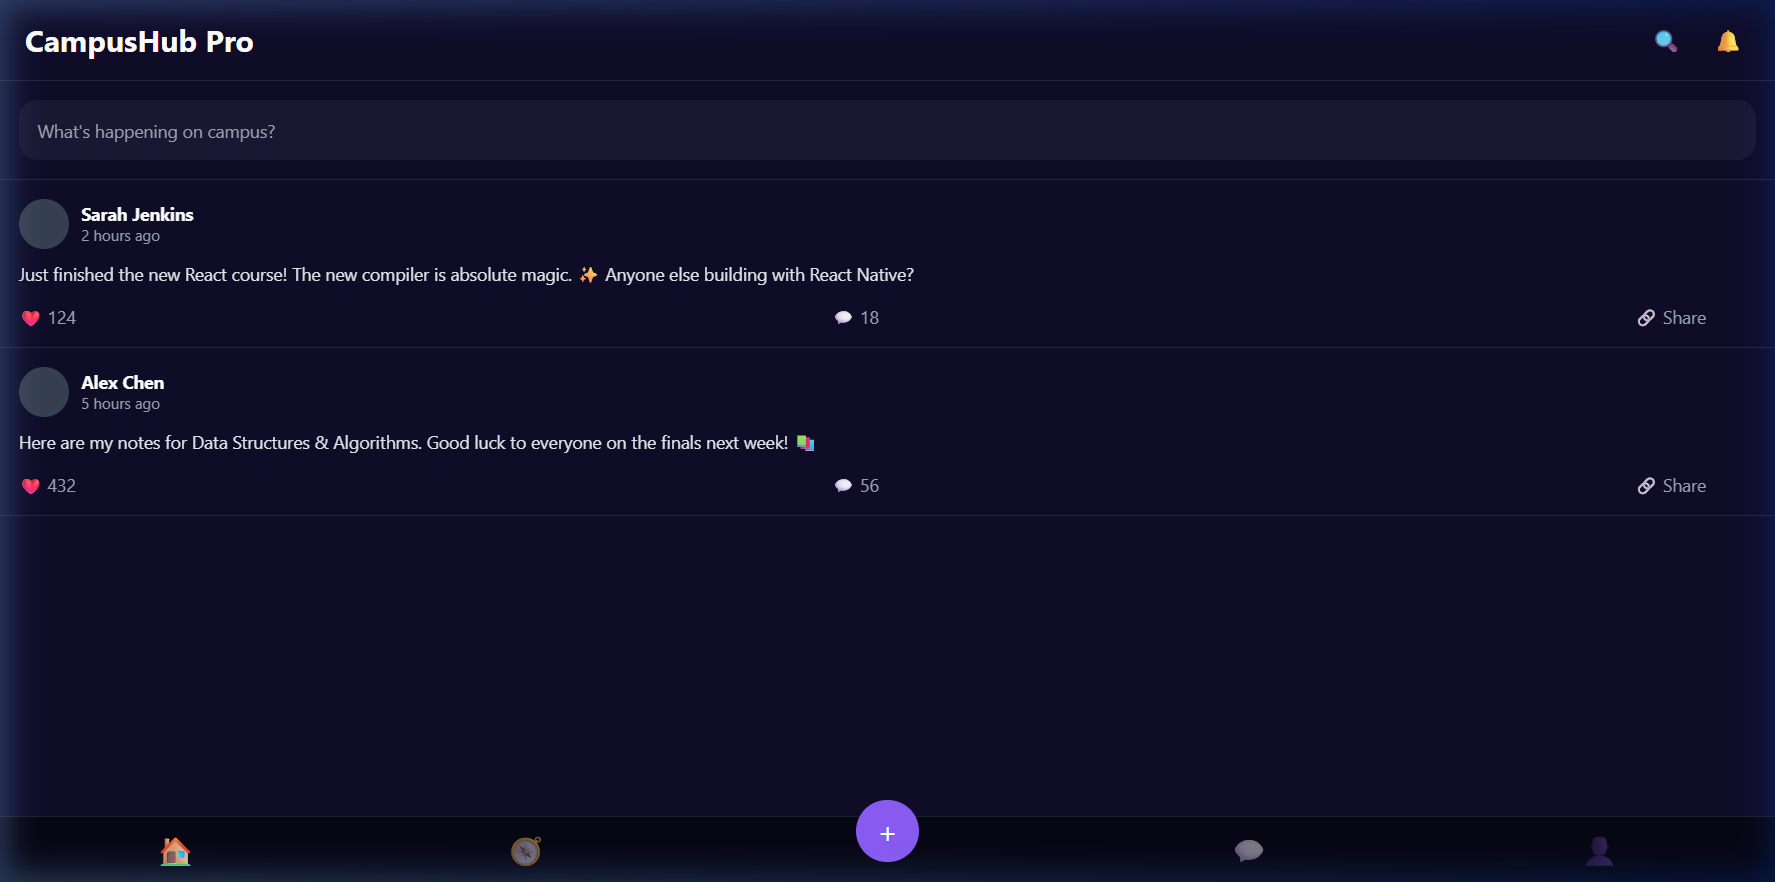 CampusHub Pro
What's happening on campus?
Sarah Jenkins
2 hours ago
Just finished the new React course! The new compiler is absolute magic. ✨ Anyone else building with React Native?
124
18
Share
Alex Chen
5 hours ago
Here are my notes for Data Structures & Algorithms. Good luck to everyone on the finals next week! 📚
432
56
Share
+